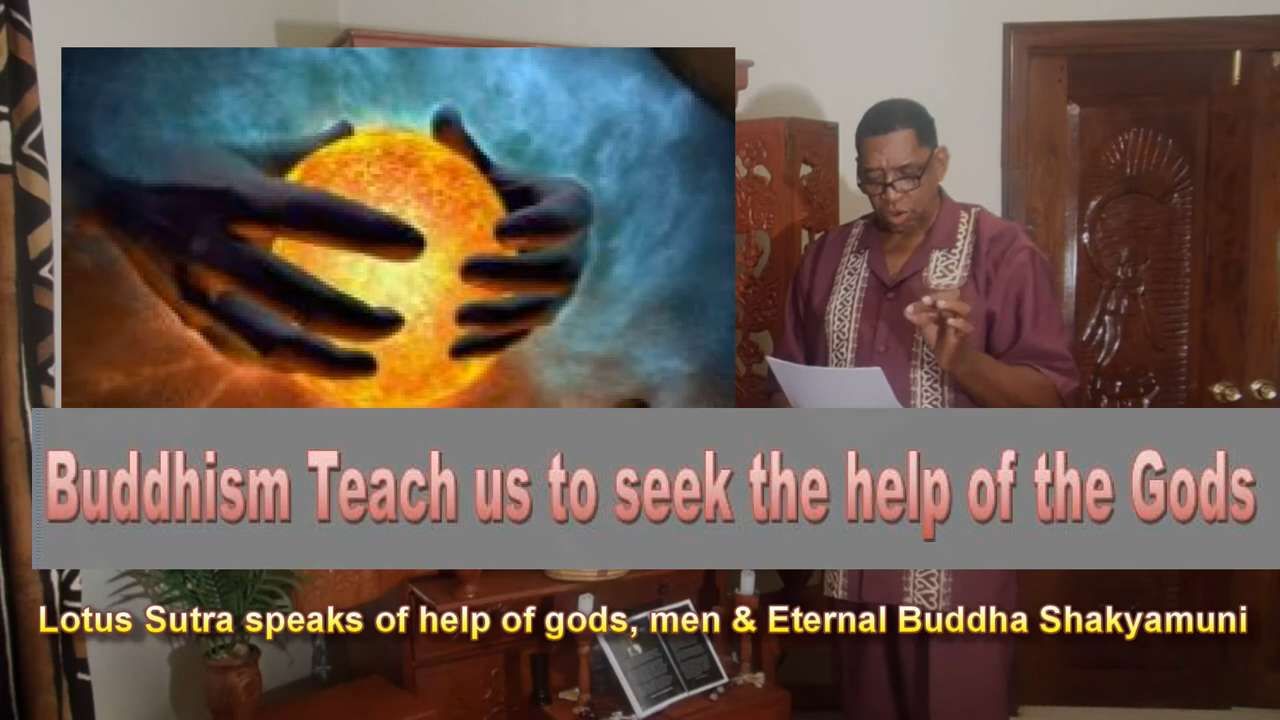 Buddhism Teach us to seek the help of the Gods
Lotus Sutra speaks of help of gods, men & Eternal Buddha Shakyamuni